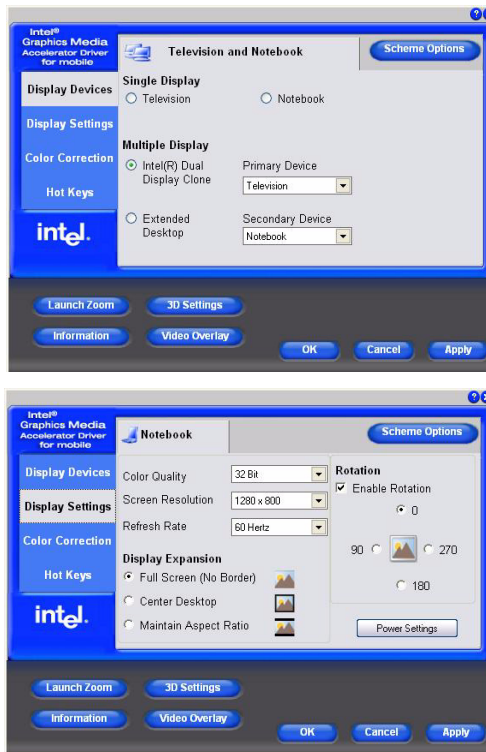 Intel®
Graphics Media
Accelerator Driver
for mobile
Television and Notebook
Scheme Options
Display Devices
Display Settings
Color Correction
Hot Keys
intel.
Single Display
Television
Notebook
Multiple Display
Intel(R) Dual
Display Clone
Primary Device
Television
Extended
Desktop
Secondary Device
Notebook
Launch Zoom
3D Settings
Information
Video Overlay
OK
Cancel
Apply
Intel®
Graphics Media
Accelerator Driver
for mobile
Notebook
Scheme Options
Display Devices
Display Settings
Color Correction
Hot Keys
intel.
Color Quality
32 Bit
Screen Resolution
1280 x 800
Refresh Rate
60 Hertz
Display Expansion
Full Screen (No Border)
Center Desktop
Maintain Aspect
Ratio
Rotation
Enable Rotation
0
90
270
180
Power Settings
Launch Zoom
3D Settings
Information
Video Overlay
OK
Cancel
Apply